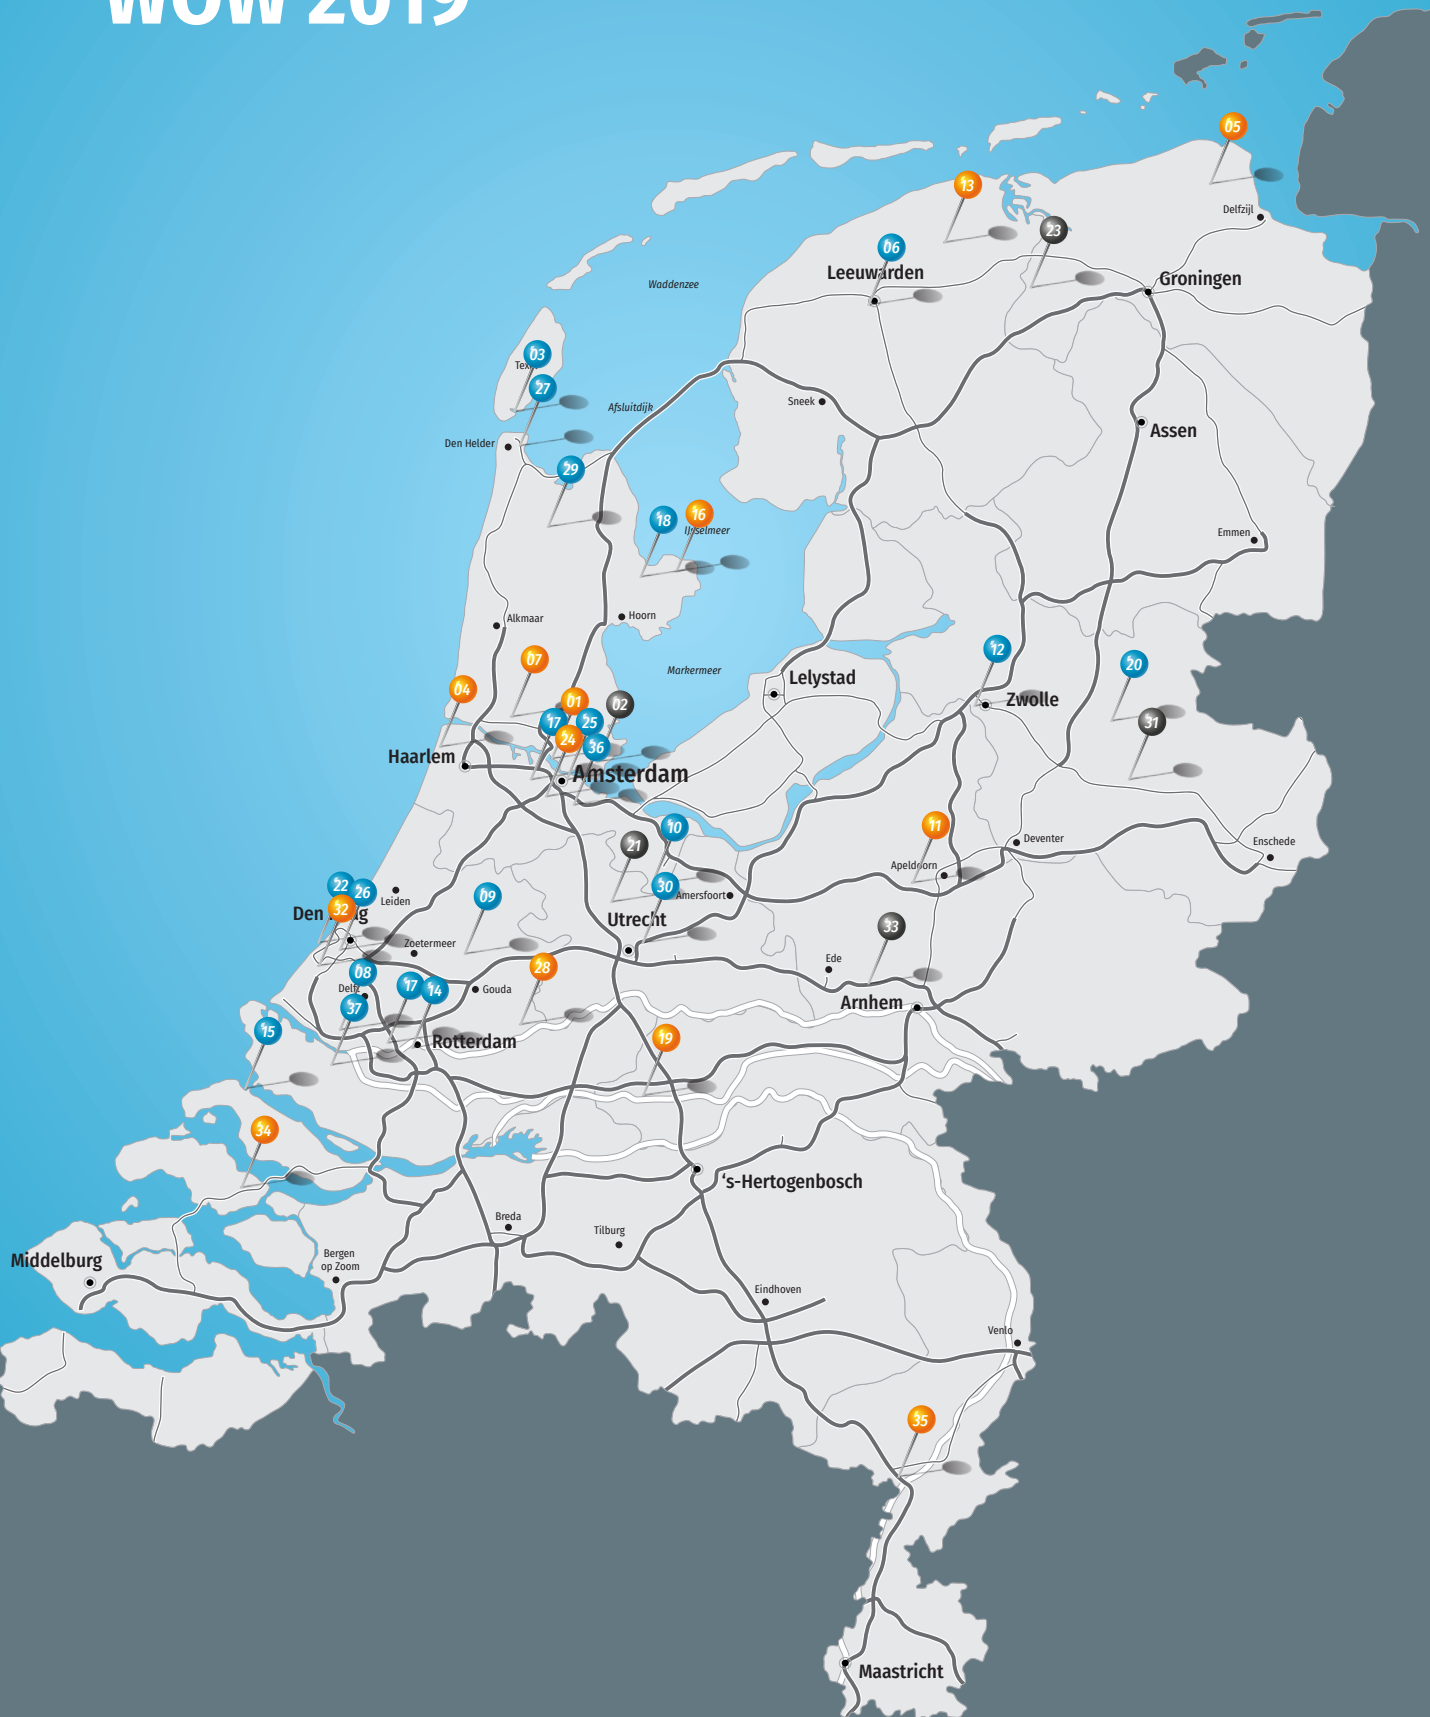 WOW 2019
05
13
Delfzijl
23
06
Leeuwarden
Groningen
Waddenzee
03
Texel
27
Afsluitdijk
Sneek
Assen
Den Helder
29
18
16
IJsselmeer
Emmen
Alkmaar
Hoorn
07
12
20
Markermeer
04
Lelystad
01
02
Zwolle
17
25
31
24
36
Haarlem
Amsterdam
10
11
21
Deventer
Enschede
Apeldoorn
22
26
30
Amersfoort
09
Leiden
32
Den Haag
Utrecht
33
Zoetermeer
Ede
28
08
Delft
17
14
Gouda
Arnhem
37
15
Rotterdam
19
34
's-Hertogenbosch
Breda
Tilburg
Middelburg
Bergen
op Zoom
Eindhoven
Venlo
35
Maastricht